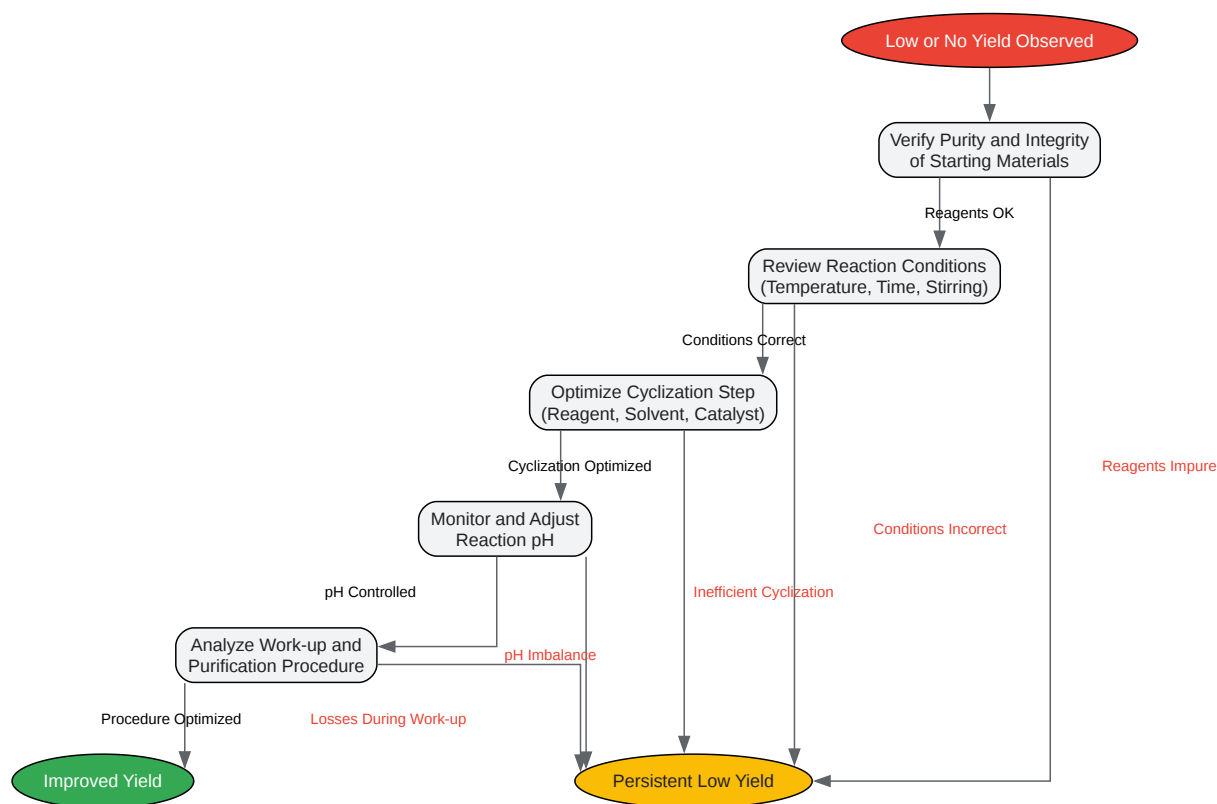 Low or No Yield Observed
Verify Purity and Integrity
of Starting Materials
Reagents OK
Review Reaction Conditions
(Temperature, Time, Stirring)
Conditions Correct
Optimize Cyclization Step
(Reagent, Solvent, Catalyst)
Cyclization Optimized
Reagents Impure
Monitor and Adjust
Reaction pH
Conditions Incorrect
pH Controlled
Inefficient Cyclization
Analyze Work-up and
Purification Procedure
pH Imbalance
Procedure Optimized
Losses During Work-up
Improved Yield
Persistent Low Yield